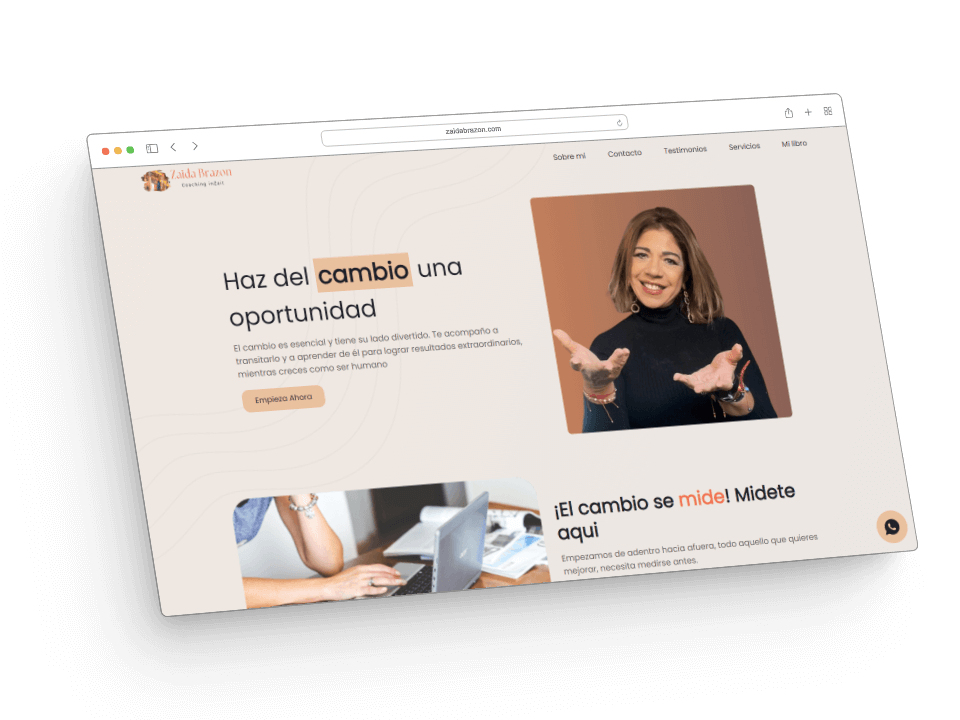 zaidabrazon.com
Zaida Brazon
Coaching InDart
Sobre mi
Contacto
Testimonios
Servicios
Mi libro
Haz del cambio una
oportunidad
El cambio es esencial y tiene su lado divertido. Te acompaño a
transitarlo y a aprender de él para lograr resultados extraordinarios,
mientras creces como ser humano
Empieza Ahora
¡El cambio se mide! Midete
aqui
Empezamos de adentro hacia afuera, todo aquello que quieres
mejorar, necesita medirse antes.